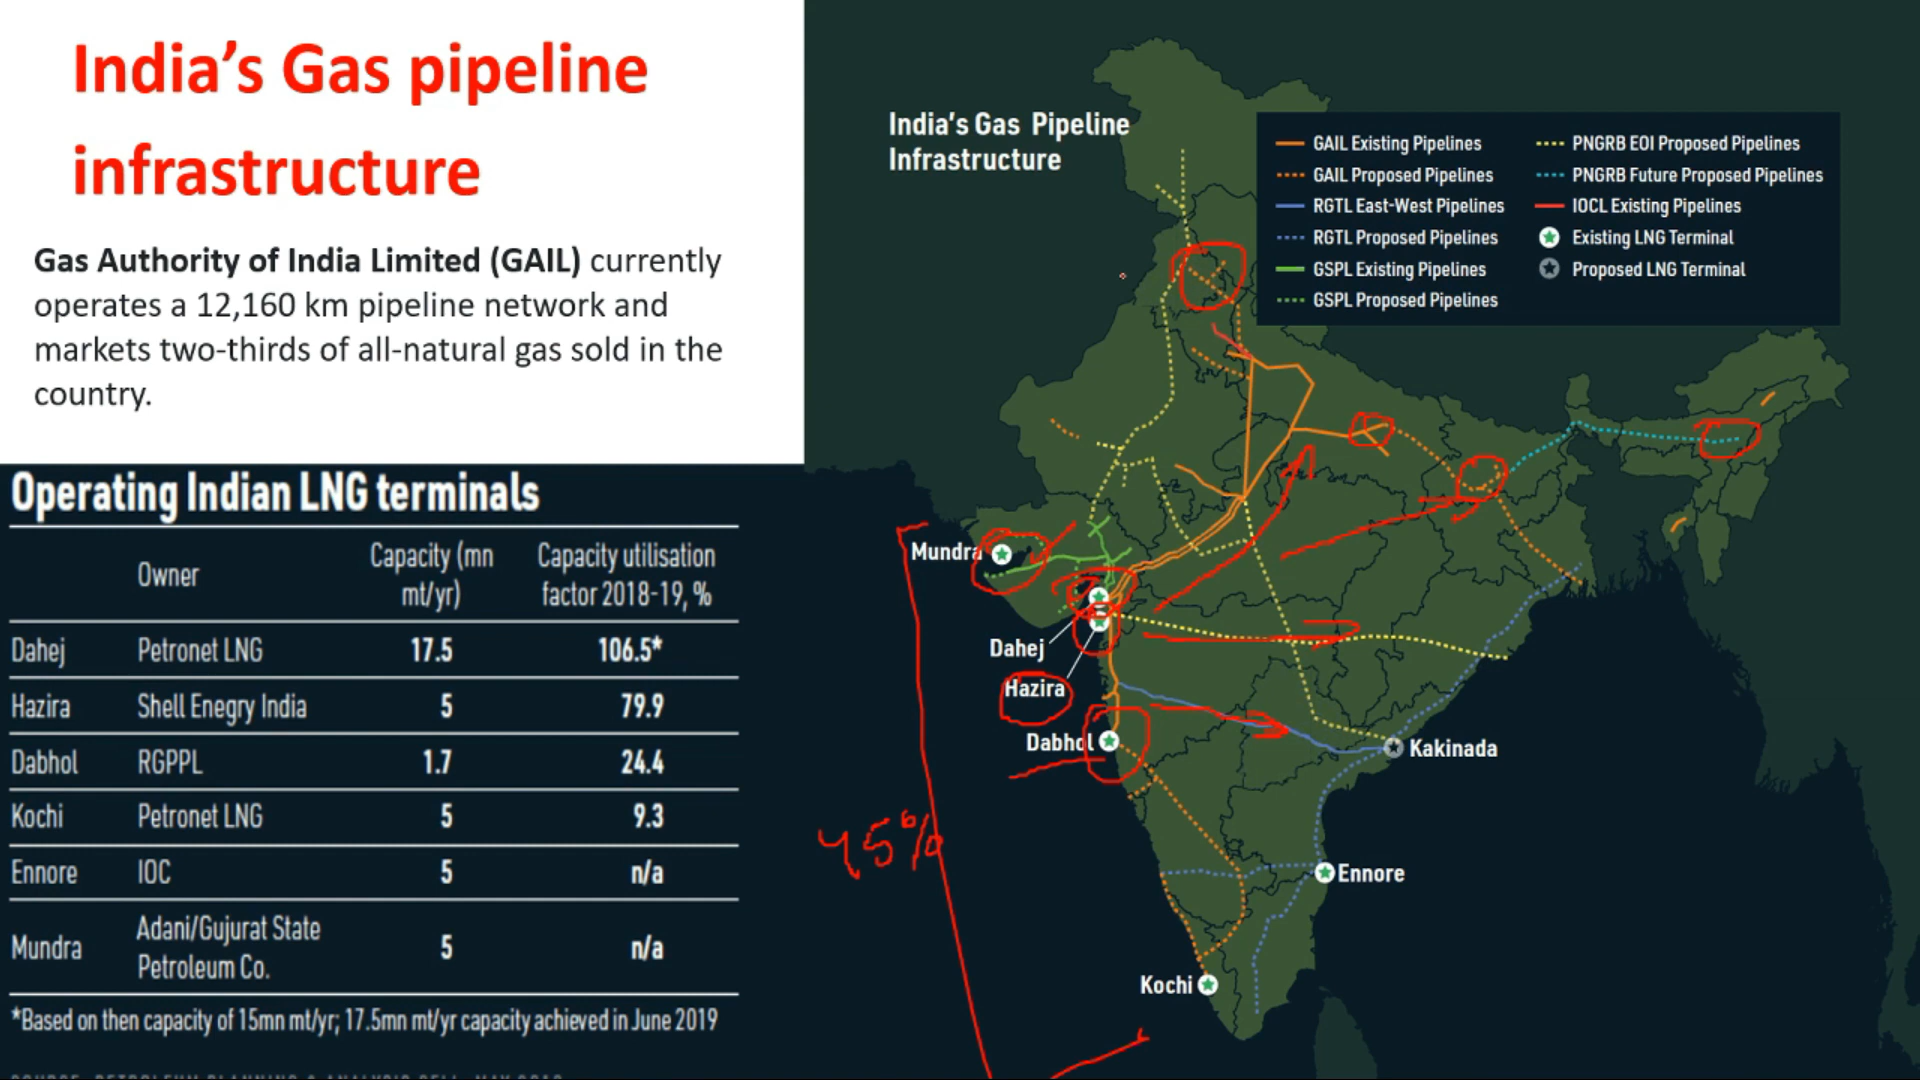 India's Gas pipeline
infrastructure
Gas Authority of India Limited (GAIL) currently
operates a 12,160 km pipeline network and
markets two-thirds of all-natural gas sold in the
country.
Operating Indian LNG terminals
Owner
Capacity (mn
mt/yr)
Capacity utilisation
factor 2018-19, %
Dahej Petronet LNG 17.5 106.5*
Hazira Shell Enegry India 5 79.9
Dabhol RGPPL 1.7 24.4
Kochi Petronet LNG 5 9.3
Ennore IOC 5 n/a
Mundra Adani/Gujurat State
Petroleum Co. 5 n/a
*Based on then capacity of 15mn mt/yr; 17.5mn mt/yr capacity achieved in June 2019
India's Gas Pipeline
Infrastructure
GAIL Existing Pipelines
GAIL Proposed Pipelines
RGTL East-West Pipelines
RGTL Proposed Pipelines
GSPL Existing Pipelines
GSPL Proposed Pipelines
PNGRB EOI Proposed Pipelines
PNGRB Future Proposed Pipelines
IOCL Existing Pipelines
Existing LNG Terminal
Proposed LNG Terminal
Mundra
Dahej
Hazira
Dabhol
Kakinada
45%
Ennore
Kochi